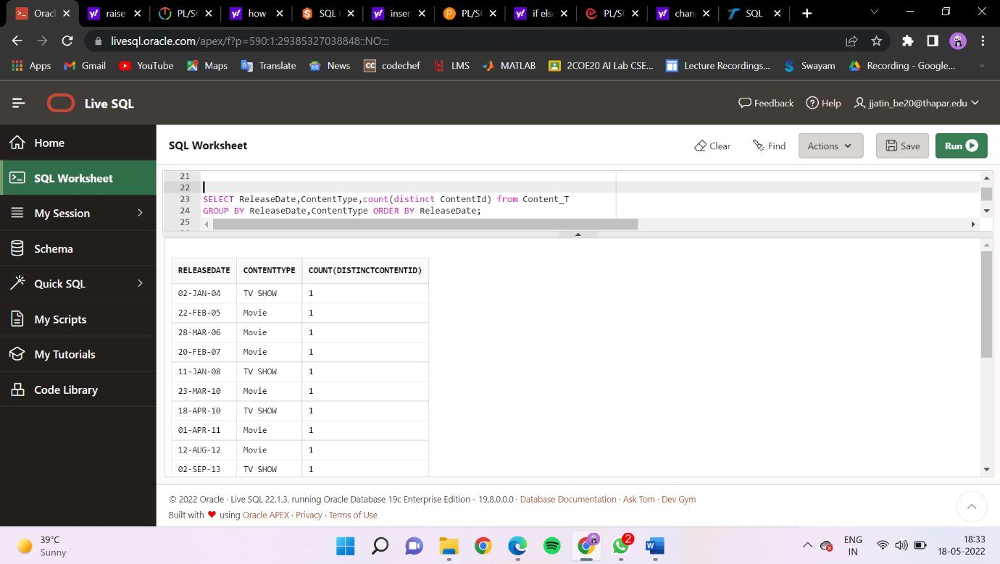 Oracl
raise
PL/SC
how
SQL
inser
PL/SC
if else
PL/SC
chan
SQL
livesql.oracle.com/apex/f?p=590:1:29385327038848::NO:::
Apps Gmail YouTube Maps Translate News CC codechef LMS MATLAB 2COE20 AI Lab CSE... Lecture Recordings... Swayam Recording - Google... »
Live SQL
Feedback Help jjatin_be20@thapar.edu
Home
SQL Worksheet
My Session
Schema
Quick SQL
My Scripts
My Tutorials
Code Library
SQL Worksheet
Clear Find Actions Save Run
21
22
23 SELECT ReleaseDate,ContentType,count(distinct ContentId) from Content_T
24 GROUP BY ReleaseDate,ContentType ORDER BY ReleaseDate;
25
RELEASEDATE CONTENTTYPE COUNT(DISTINCTCONTENTID)
02-JAN-04 TV SHOW 1
22-FEB-05 Movie 1
28-MAR-06 Movie 1
20-FEB-07 Movie 1
11-JAN-08 TV SHOW 1
23-MAR-10 Movie 1
18-APR-10 TV SHOW 1
01-APR-11 Movie 1
12-AUG-12 Movie 1
02-SEP-13 TV SHOW 1
© 2022 Oracle · Live SQL 22.1.3, running Oracle Database 19c Enterprise Edition - 19.8.0.0.0 · Database Documentation · Ask Tom · Dev Gym
Built with ♥ using Oracle APEX · Privacy · Terms of Use
39°C
Sunny
2
ENG
IN
18:33
18-05-2022